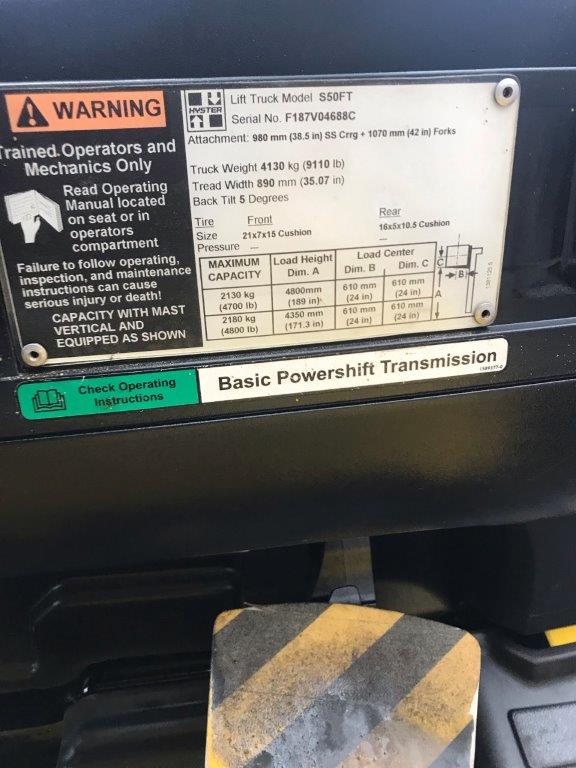 WARNING
Trained Operators and
Mechanics Only
Read Operating
Manual located
on seat or in
operators
compartment
Failure to follow operating,
inspection, and maintenance
instructions can cause
serious injury or death!
CAPACITY WITH MAST
VERTICAL AND
EQUIPPED AS SHOWN
HYSTER
Lift Truck Model S50FT
Serial No. F187V04688C
Attachment: 980 mm (38.5 in) SS Crrg + 1070 mm (42 in) Forks
Truck Weight 4130 kg (9110 lb)
Tread Width 890 mm (35.07 in)
Back Tilt 5 Degrees
Tire Front Rear
Size 21x7x15 Cushion 16x5x10.5 Cushion
Pressure — —
MAXIMUM CAPACITY Load Height Dim. A Load Center Dim. B Dim. C
2130 kg (4700 lb) 4800mm (189 in) 610 mm (24 in) 610 mm (24 in)
2180 kg (4800 lb) 4350 mm (171.3 in) 610 mm (24 in) 610 mm (24 in)
C
B
A
Check Operating
Instructions
Basic Powershift Transmission